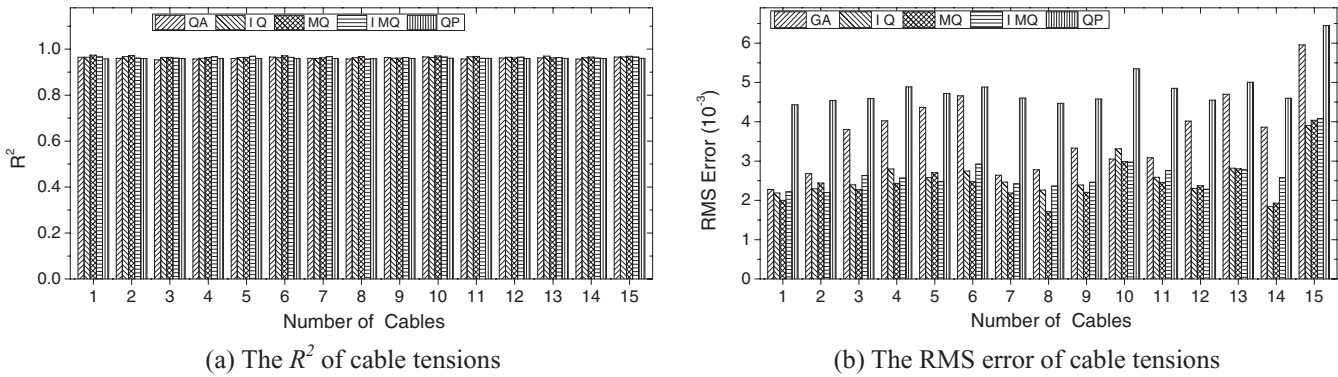 QA I Q MQ I MQ QP
1.0
0.8
0.6
0.4
0.2
0.0
R²
1 2 3 4 5 6 7 8 9 10 11 12 13 14 15
Number of Cables
(a) The R² of cable tensions
GA I Q MQ I MQ QP
6
5
4
3
2
1
0
RMS Error (10⁻³)
1 2 3 4 5 6 7 8 9 10 11 12 13 14 15
Number of Cables
(b) The RMS error of cable tensions